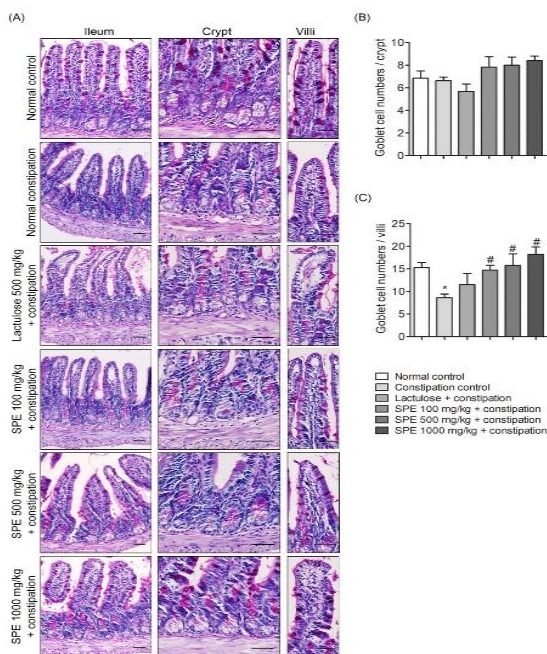 (A)
Ileum Crypt Villi
Normal control
Normal constipation
Lactulose 500 mg/kg
+ constipation
SPE 100 mg/kg
+ constipation
SPE 500 mg/kg
+ constipation
SPE 1000 mg/kg
+ constipation
(B)
Goblet cell numbers / crypt
10
8
6
4
2
0
(C)
Goblet cell numbers / villi
25
20
15
10
5
0
*
#
#
#
Normal control
Constipation control
Lactulose + constipation
SPE 100 mg/kg + constipation
SPE 500 mg/kg + constipation
SPE 1000 mg/kg + constipation